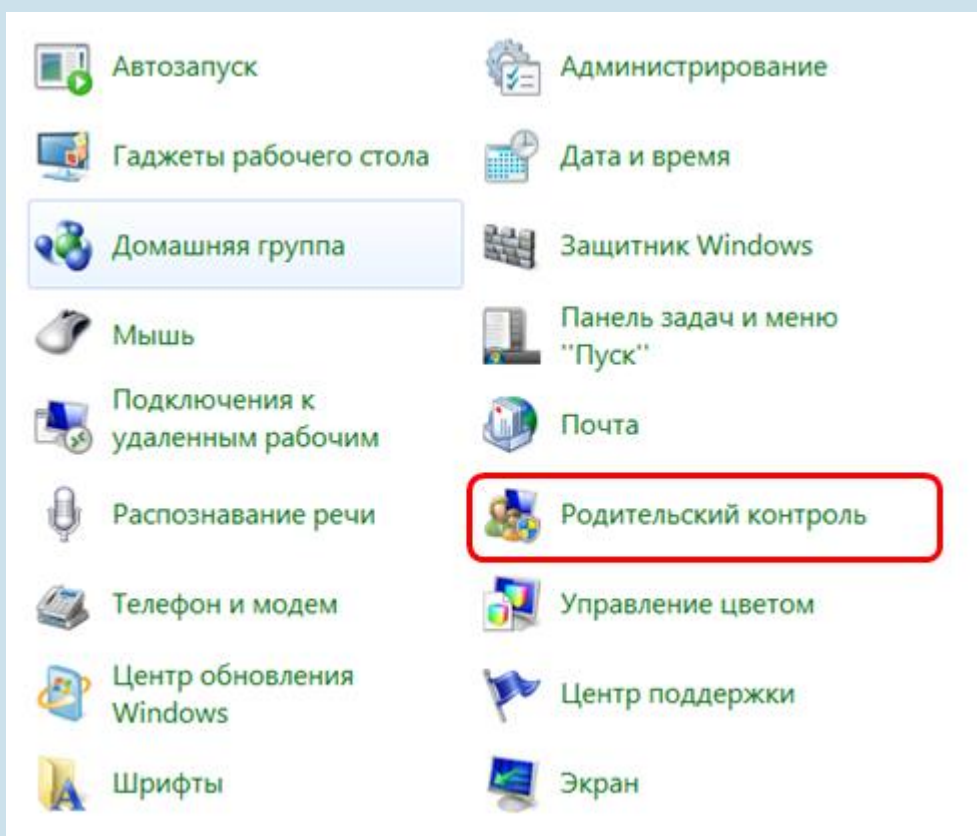 Автозапуск
Администрирование
Гаджеты рабочего стола
Дата и время
Домашняя группа
Защитник Windows
Мышь
Панель задач и меню
"Пуск"
Подключения к
удаленным рабочим
Почта
Распознавание речи
Родительский контроль
Телефон и модем
Управление цветом
Центр обновления
Windows
Центр поддержки
Шрифты
Экран